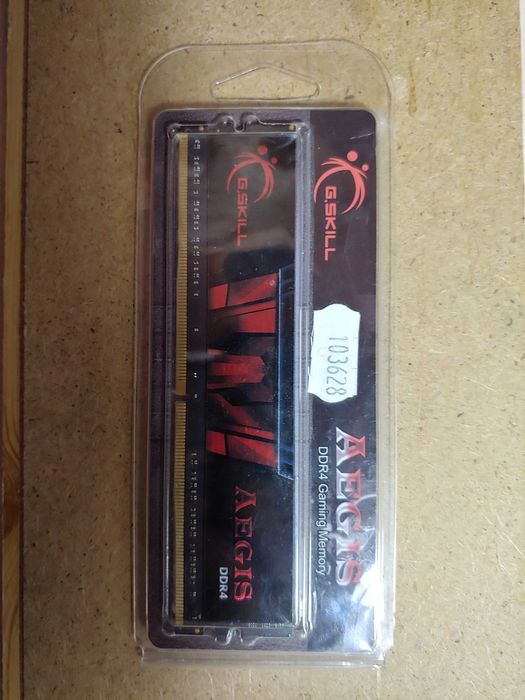 G.SKILL
103628
AEGIS
DDR4 Gaming Memory
G.SKILL
AEGIS
DDR4